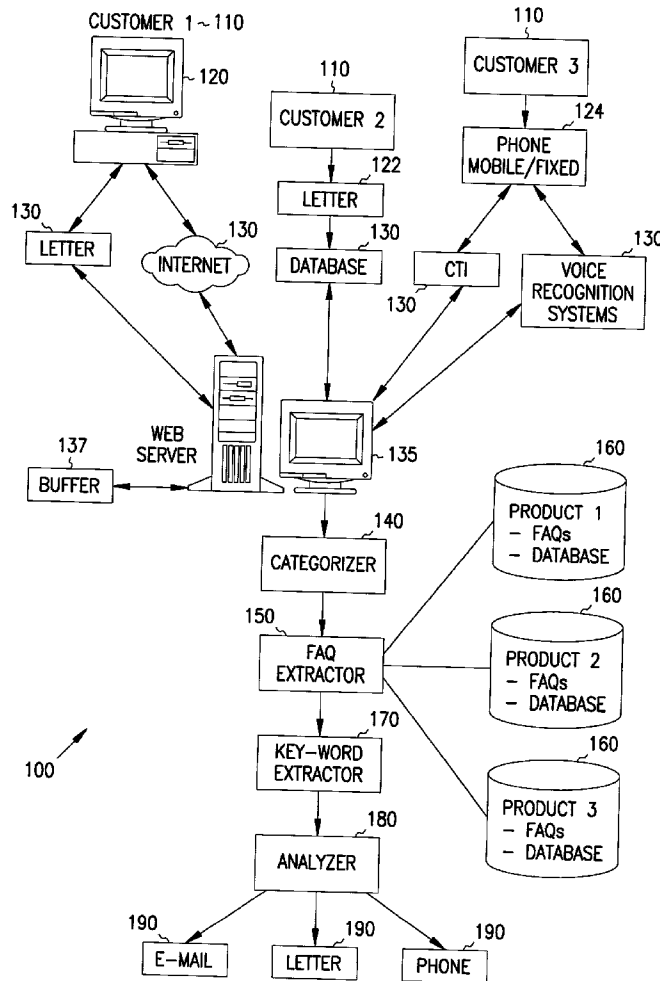 CUSTOMER 1~110
120
110
CUSTOMER 2
122
LETTER
130
DATABASE
110
CUSTOMER 3
124
PHONE
MOBILE/FIXED
130
LETTER
130
INTERNET
CTI
130
130
VOICE
RECOGNITION
SYSTEMS
WEB
SERVER
135
137
BUFFER
140
CATEGORIZER
150
FAQ
EXTRACTOR
160
PRODUCT 1
- FAQs
- DATABASE
160
PRODUCT 2
- FAQs
- DATABASE
160
PRODUCT 3
- FAQs
- DATABASE
170
KEY-WORD
EXTRACTOR
100
180
ANALYZER
190
E-MAIL
190
LETTER
190
PHONE